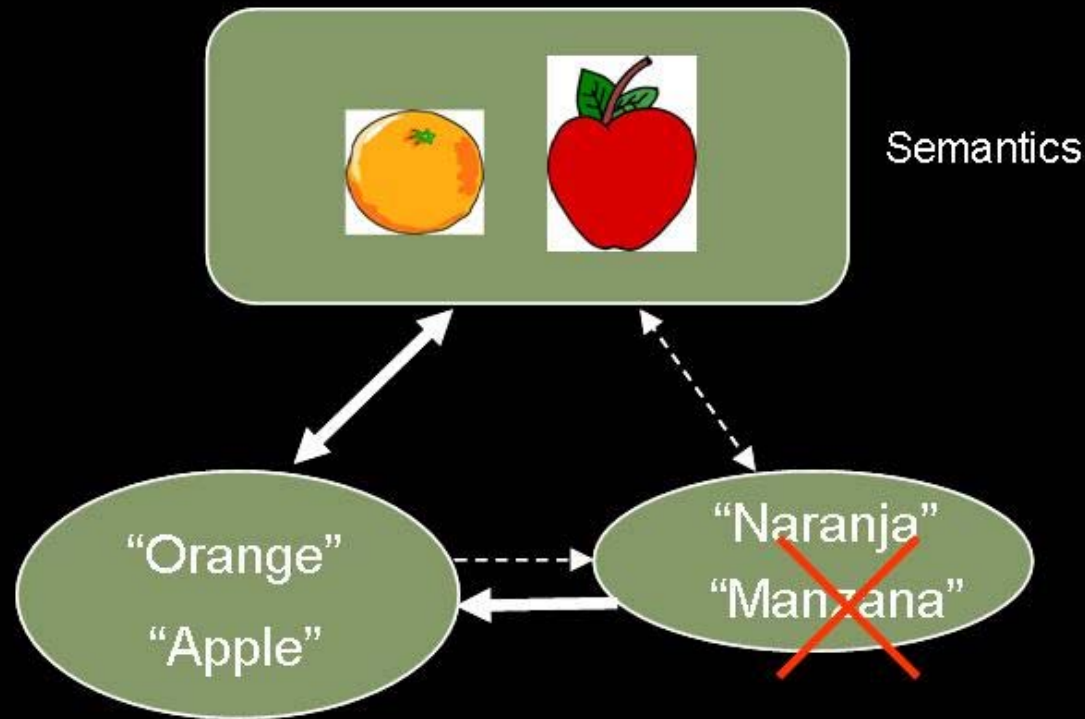 Semantics
“Orange”
“Apple”
“Naranja”
“Manzana”